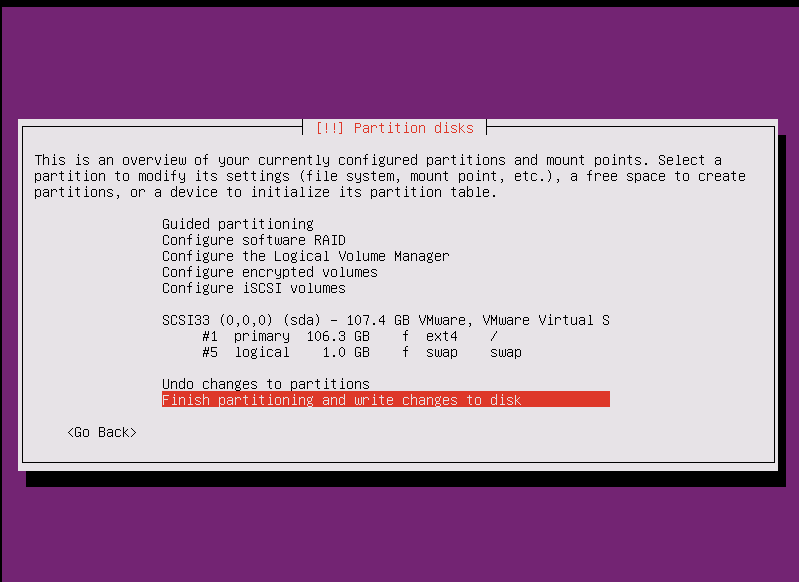 [!!] Partition disks
This is an overview of your currently configured partitions and mount points. Select a
partition to modify its settings (file system, mount point, etc.), a free space to create
partitions, or a device to initialize its partition table.
Guided partitioning
Configure software RAID
Configure the Logical Volume Manager
Configure encrypted volumes
Configure iSCSI volumes
SCSI33 (0,0,0) (sda) - 107.4 GB VMware, VMware Virtual S
#1 primary 106.3 GB f ext4 /
#5 logical 1.0 GB f swap swap
Undo changes to partitions
Finish partitioning and write changes to disk
<Go Back>